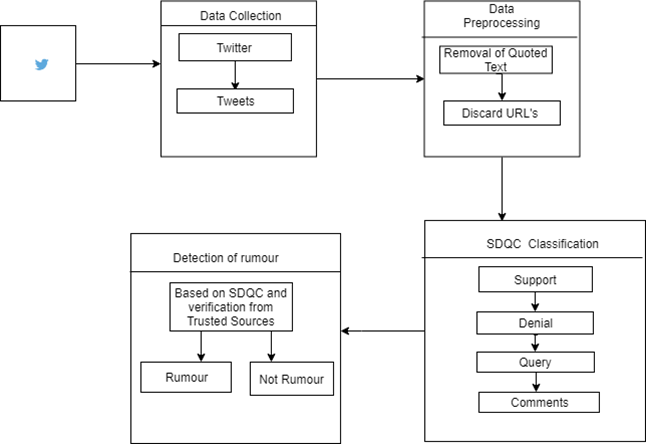 Data Collection
Twitter
Tweets
Data
Preprocessing
Removal of Quoted
Text
Discard URL's
SDQC Classification
Support
Denial
Query
Comments
Detection of rumour
Based on SDQC and
verification from
Trusted Sources
Rumour
Not Rumour